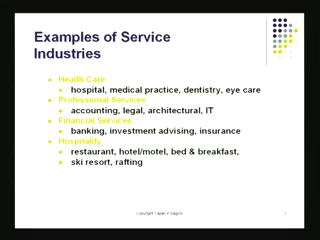 Examples of Service
Industries
Health Care
hospital, medical practice, dentistry, eye care
Professional Services
accounting, legal, architectural, IT
Financial Services
banking, investment advising, insurance
Hospitality
restaurant, hotel/motel, bed & breakfast,
ski resort, rafting